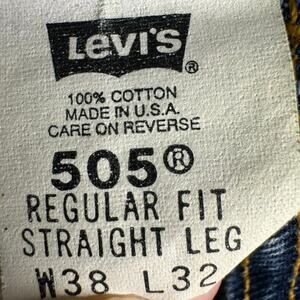 LEVI'S ®
100% COTTON
MADE IN U.S.A.
CARE ON REVERSE
505®
REGULAR FIT
STRAIGHT LEG
W38 L32